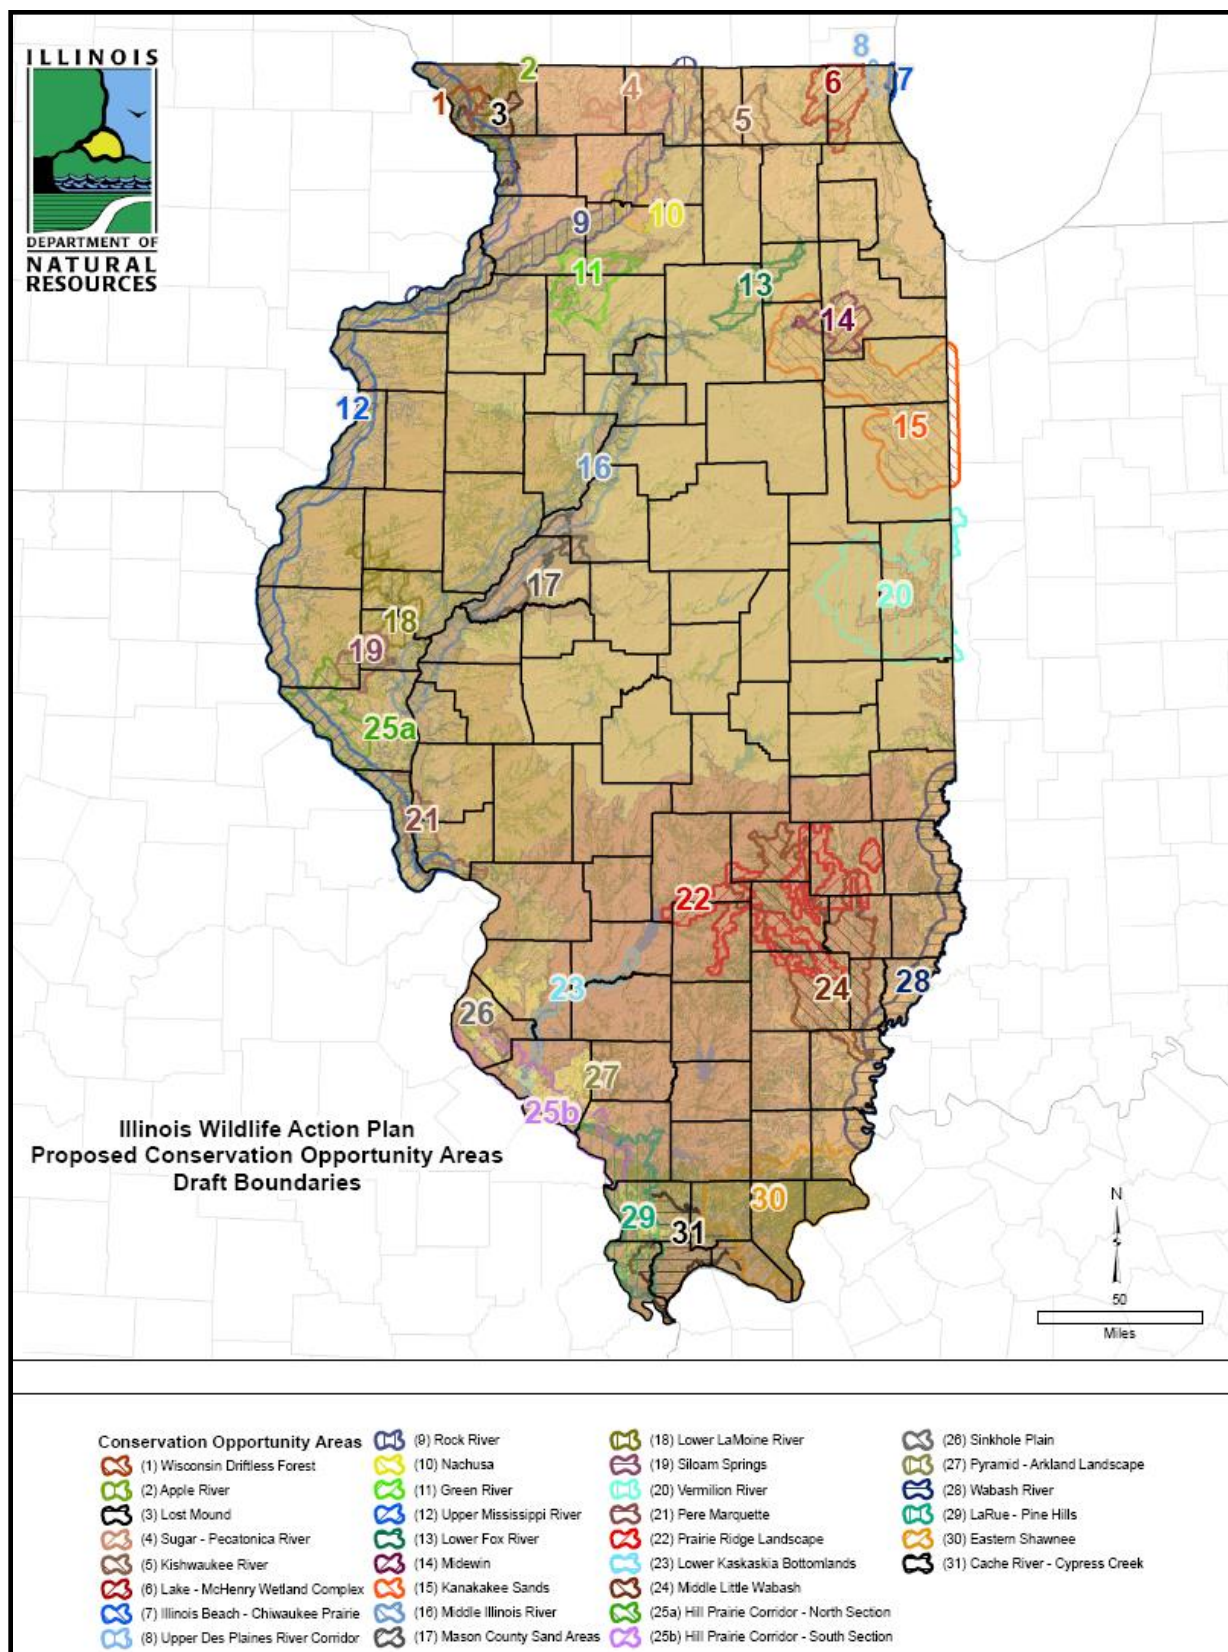 ILLINOIS
DEPARTMENT OF
NATURAL
RESOURCES
1
2
3
4
5
6
7
8
9
10
11
12
13
14
15
16
17
18
19
20
21
22
23
24
25a
25b
26
27
28
29
30
31
Illinois Wildlife Action Plan
Proposed Conservation Opportunity Areas
Draft Boundaries
N
50
Miles
Conservation Opportunity Areas
(1) Wisconsin Driftless Forest
(2) Apple River
(3) Lost Mound
(4) Sugar - Pecatonica River
(5) Kishwaukee River
(6) Lake - McHenry Wetland Complex
(7) Illinois Beach - Chiwaukee Prairie
(8) Upper Des Plaines River Corridor
(9) Rock River
(10) Nachusa
(11) Green River
(12) Upper Mississippi River
(13) Lower Fox River
(14) Midewin
(15) Kanakakee Sands
(16) Middle Illinois River
(17) Mason County Sand Areas
(18) Lower LaMoine River
(19) Siloam Springs
(20) Vermilion River
(21) Pere Marquette
(22) Prairie Ridge Landscape
(23) Lower Kaskaskia Bottomlands
(24) Middle Little Wabash
(25a) Hill Prairie Corridor - North Section
(25b) Hill Prairie Corridor - South Section
(26) Sinkhole Plain
(27) Pyramid - Arkland Landscape
(28) Wabash River
(29) LaRue - Pine Hills
(30) Eastern Shawnee
(31) Cache River - Cypress Creek